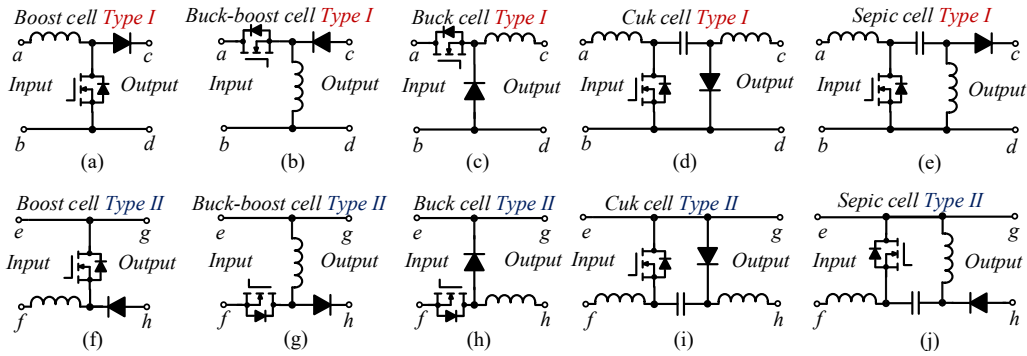 Boost cell Type I
Buck-boost cell Type I
Buck cell Type I
Cuk cell Type I
Sepic cell Type I
a c a c a c a c a c
Input Output Input Output Input Output Input Output Input Output
b d b d b d b d b d
(a) (b) (c) (d) (e)
Boost cell Type II
Buck-boost cell Type II
Buck cell Type II
Cuk cell Type II
Sepic cell Type II
e g e g e g e g e g
Input Output Input Output Input Output Input Output Input Output
f h f h f h f h f h
(f) (g) (h) (i) (j)